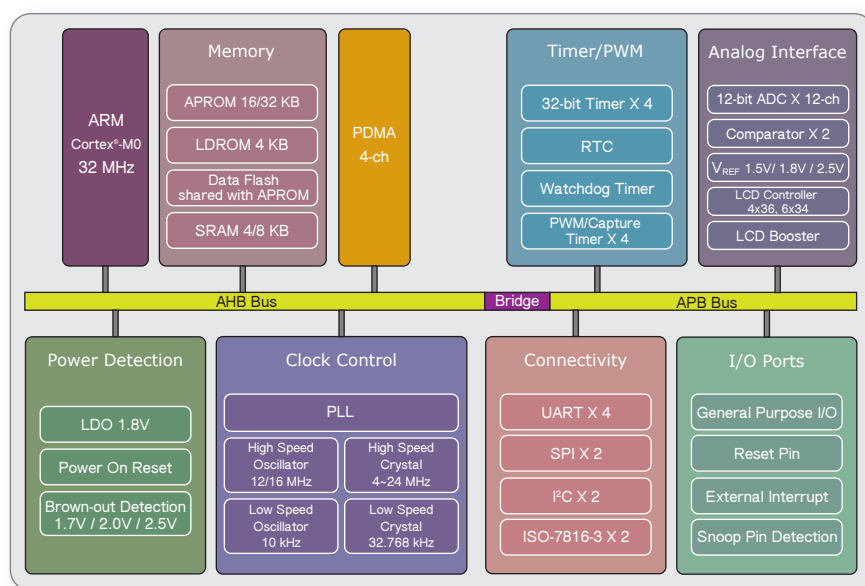 ARM
Cortex®-M0
32 MHz
Memory
APROM 16/32 KB
LDROM 4 KB
Data Flash
shared with APROM
SRAM 4/8 KB
PDMA
4-ch
Timer/PWM
32-bit Timer X 4
RTC
Watchdog Timer
PWM/Capture
Timer X 4
Analog Interface
12-bit ADC X 12-ch
Comparator X 2
VREF 1.5V/ 1.8V / 2.5V
LCD Controller
4x36, 6x34
LCD Booster
AHB Bus
Bridge
APB Bus
Power Detection
LDO 1.8V
Power On Reset
Brown-out Detection
1.7V / 2.0V / 2.5V
Clock Control
PLL
High Speed
Oscillator
12/16 MHz
High Speed
Crystal
4~24 MHz
Low Speed
Oscillator
10 kHz
Low Speed
Crystal
32.768 kHz
Connectivity
UART X 4
SPI X 2
I²C X 2
ISO-7816-3 X 2
I/O Ports
General Purpose I/O
Reset Pin
External Interrupt
Snoop Pin Detection